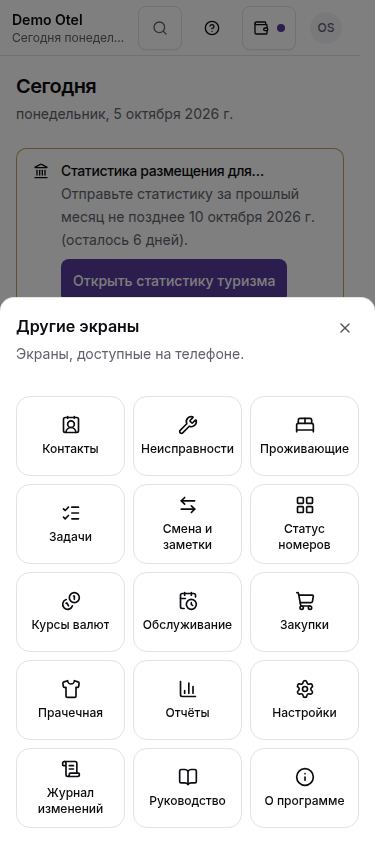 Demo Otel
Сегодня понедел...
OS
Сегодня
понедельник, 5 октября 2026 г.
Статистика размещения для...
Отправьте статистику за прошлый
месяц не позднее 10 октября 2026 г.
(осталось 6 дней).
Открыть статистику туризма
Другие экраны
Экраны, доступные на телефоне.
Контакты
Неисправности
Проживающие
Задачи
Смена и
заметки
Статус
номеров
Курсы валют
Обслуживание
Закупки
Прачечная
Отчёты
Настройки
Журнал
изменений
Руководство
О программе